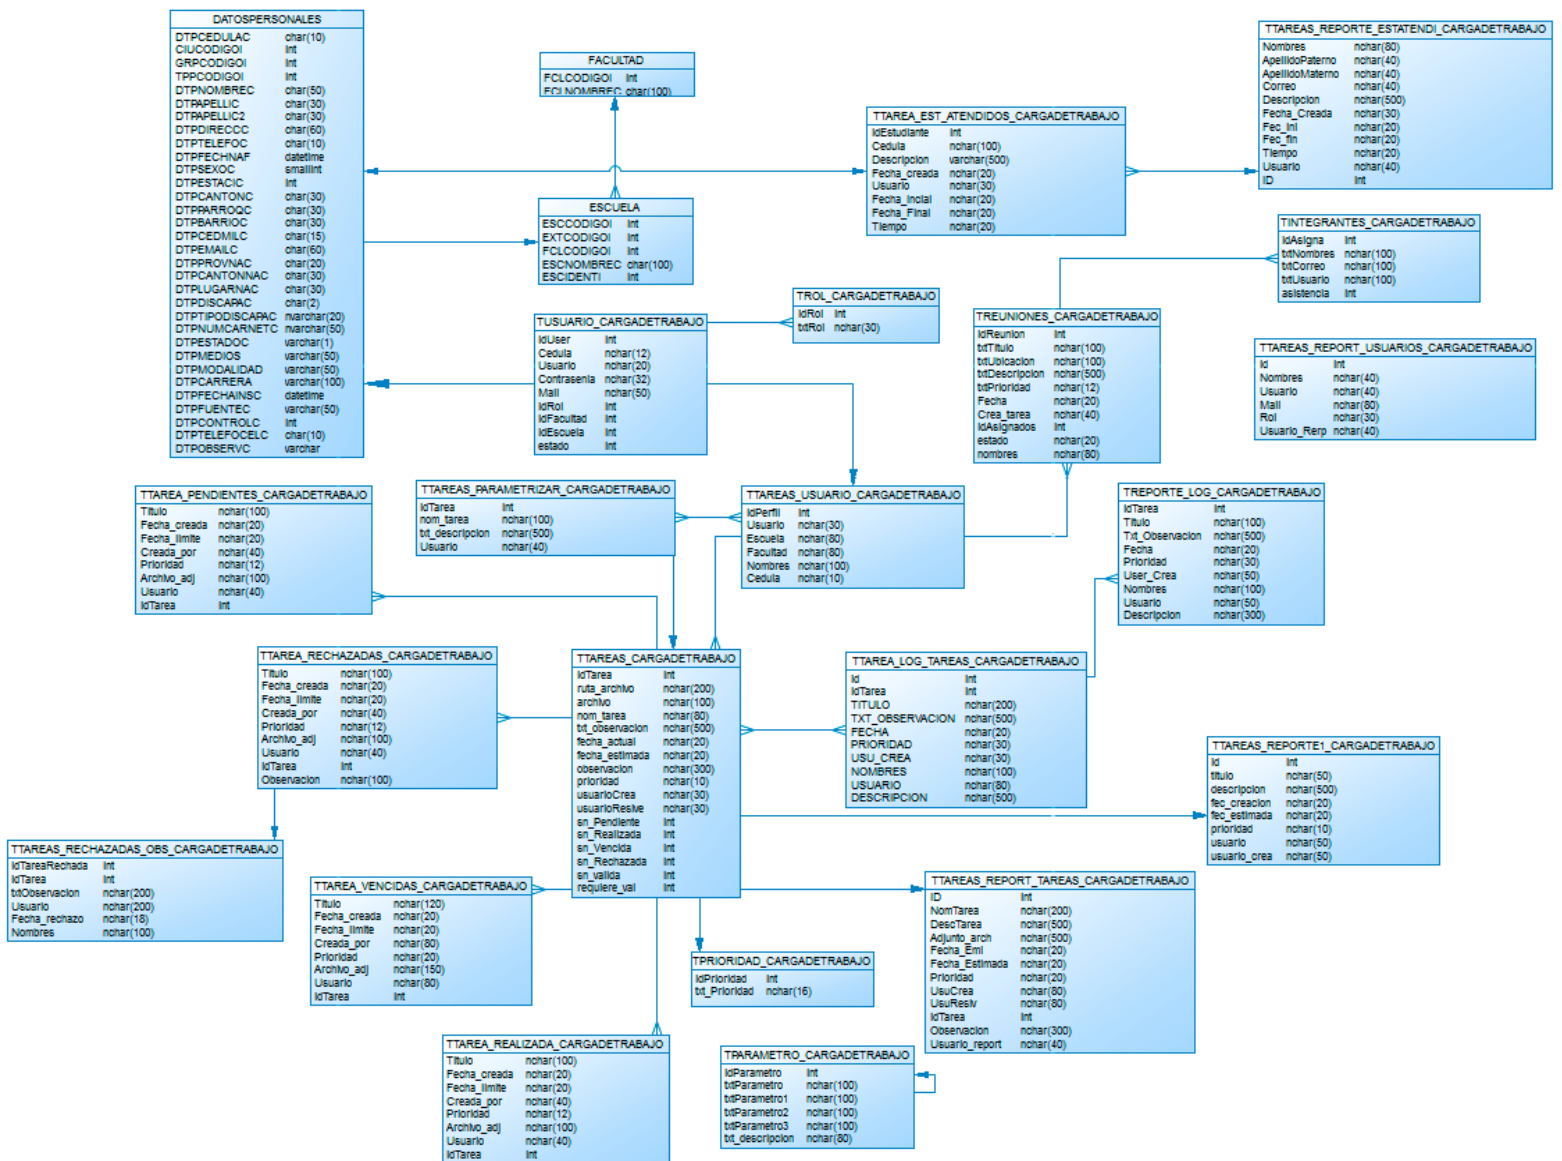 DATOSPERSONALES
DTPCEDULAC char(10)
CIUCODIGOI int
GRPCODIGOI int
TPPCODIGOI int
DTPNOMBREC char(50)
DTPAPELLIC char(30)
DTPAPELLIC2 char(30)
DTPDIRECCC char(60)
DTPTELEFOC char(10)
DTPFECHNAF datetime
DTPSEXOC smallint
DTPESTACIC int
DTPCANTONC char(30)
DTPPARROQC char(30)
DTPBARRIOC char(30)
DTPCEDMILC char(15)
DTPEMAILC char(60)
DTPPROVNAC char(20)
DTPCANTONNAC char(30)
DTPLUGARNAC char(30)
DTPDISCAPAC char(2)
DTPTIPODISCAPAC nvarchar(20)
DTPNUMCARNETC nvarchar(50)
DTPESTADOC varchar(1)
DTPMEDIOS varchar(50)
DTPMODALIDAD varchar(50)
DTPCARRERA varchar(100)
DTPFECHAINSC datetime
DTPFUENTEC varchar(50)
DTPCONTROLC int
DTPTELEFOCELC char(10)
DTPOBSERVC varchar
FACULTAD
FCLCODIGOI int
FCLNOMBREC char(100)
ESCUELA
ESCCODIGOI int
EXTCODIGOI int
FCLCODIGOI int
ESCNOMBREC char(100)
ESCIDENTI int
TTAREA_EST_ATENDIDOS_CARGADETRABAJO
IdEstudiante int
Cedula nchar(100)
Descripcion varchar(500)
Fecha_creada nchar(20)
Usuario nchar(30)
Fecha_Incial nchar(20)
Fecha_Final nchar(20)
Tiempo nchar(20)
TTAREAS_REPORTE_ESTATENDI_CARGADETRABAJO
Nombres nchar(80)
ApellidoPaterno nchar(40)
ApellidoMaterno nchar(40)
Correo nchar(40)
Descripcion nchar(500)
Fecha_Creada nchar(30)
Fec_Ini nchar(20)
Fec_fin nchar(20)
Tiempo nchar(20)
Usuario nchar(40)
ID int
TINTEGRANTES_CARGADETRABAJO
IdAsigna int
txtNombres nchar(100)
txtCorreo nchar(100)
txtUsuario nchar(100)
asistencia int
TROL_CARGADETRABAJO
IdRol int
txtRol nchar(30)
TUSUARIO_CARGADETRABAJO
IdUser int
Cedula nchar(12)
Usuario nchar(20)
Contrasenia nchar(32)
Mail nchar(50)
IdRol int
IdFacultad int
IdEscuela int
estado int
TREUNIONES_CARGADETRABAJO
IdReunion int
txtTitulo nchar(100)
txtUbicacion nchar(100)
txtDescripcion nchar(500)
txtPrioridad nchar(12)
Fecha nchar(20)
Crea_tarea nchar(40)
IdAsignados int
estado nchar(20)
nombres nchar(80)
TTAREAS_REPORT_USUARIOS_CARGADETRABAJO
Id int
Nombres nchar(40)
Usuario nchar(40)
Mail nchar(80)
Rol nchar(30)
Usuario_Rerp nchar(40)
TTAREA_PENDIENTES_CARGADETRABAJO
Titulo nchar(100)
Fecha_creada nchar(20)
Fecha_limite nchar(20)
Creada_por nchar(40)
Prioridad nchar(12)
Archivo_adj nchar(100)
Usuario nchar(40)
IdTarea int
TTAREAS_PARAMETRIZAR_CARGADETRABAJO
IdTarea int
nom_tarea nchar(100)
txt_descripcion nchar(500)
Usuario nchar(40)
TTAREAS_USUARIO_CARGADETRABAJO
IdPerfil int
Usuario nchar(30)
Escuela nchar(80)
Facultad nchar(80)
Nombres nchar(100)
Cedula nchar(10)
TREPORTE_LOG_CARGADETRABAJO
IdTarea int
Titulo nchar(100)
Txt_Observacion nchar(500)
Fecha nchar(20)
Prioridad nchar(30)
User_Crea nchar(50)
Nombres nchar(100)
Usuario nchar(50)
Descripcion nchar(300)
TTAREA_RECHAZADAS_CARGADETRABAJO
Titulo nchar(100)
Fecha_creada nchar(20)
Fecha_limite nchar(20)
Creada_por nchar(40)
Prioridad nchar(12)
Archivo_adj nchar(100)
Usuario nchar(40)
IdTarea int
Observacion nchar(100)
TTAREAS_CARGADETRABAJO
IdTarea int
ruta_archivo nchar(200)
archivo nchar(100)
nom_tarea nchar(80)
txt_observacion nchar(500)
fecha_actual nchar(20)
fecha_estimada nchar(20)
observacion nchar(300)
prioridad nchar(10)
usuarioCrea nchar(30)
usuarioResive nchar(30)
sn_Pendiente int
sn_Realizada int
sn_Vencida int
sn_Rechazada int
sn_valida int
requiere_val int
TTAREA_LOG_TAREAS_CARGADETRABAJO
Id int
IdTarea int
TITULO nchar(200)
TXT_OBSERVACION nchar(500)
FECHA nchar(20)
PRIORIDAD nchar(30)
USU_CREA nchar(30)
NOMBRES nchar(100)
USUARIO nchar(80)
DESCRIPCION nchar(500)
TTAREAS_REPORTE1_CARGADETRABAJO
Id int
titulo nchar(50)
descripcion nchar(500)
fec_creacion nchar(20)
fec_estimada nchar(20)
prioridad nchar(10)
usuario nchar(50)
usuario_crea nchar(50)
TTAREAS_RECHAZADAS_OBS_CARGADETRABAJO
IdTareaRechada int
IdTarea int
txtObservacion nchar(200)
Usuario nchar(200)
Fecha_rechazo nchar(18)
Nombres nchar(100)
TTAREA_VENCIDAS_CARGADETRABAJO
Titulo nchar(120)
Fecha_creada nchar(20)
Fecha_limite nchar(20)
Creada_por nchar(80)
Prioridad nchar(20)
Archivo_adj nchar(150)
Usuario nchar(80)
IdTarea int
TTAREAS_REPORT_TAREAS_CARGADETRABAJO
ID int
NomTarea nchar(200)
DescTarea nchar(500)
Adjunto_arch nchar(500)
Fecha_Emi nchar(20)
Fecha_Estimada nchar(20)
Prioridad nchar(20)
UsuCrea nchar(80)
UsuResiv nchar(80)
IdTarea int
Observacion nchar(300)
Usuario_report nchar(40)
TPRIORIDAD_CARGADETRABAJO
IdPrioridad int
txt_Prioridad nchar(16)
TTAREA_REALIZADA_CARGADETRABAJO
Titulo nchar(100)
Fecha_creada nchar(20)
Fecha_limite nchar(20)
Creada_por nchar(40)
Prioridad nchar(12)
Archivo_adj nchar(100)
Usuario nchar(40)
IdTarea int
TPARAMETRO_CARGADETRABAJO
IdParametro int
txtParametro nchar(100)
txtParametro1 nchar(100)
txtParametro2 nchar(100)
txtParametro3 nchar(100)
txt_descripcion nchar(80)